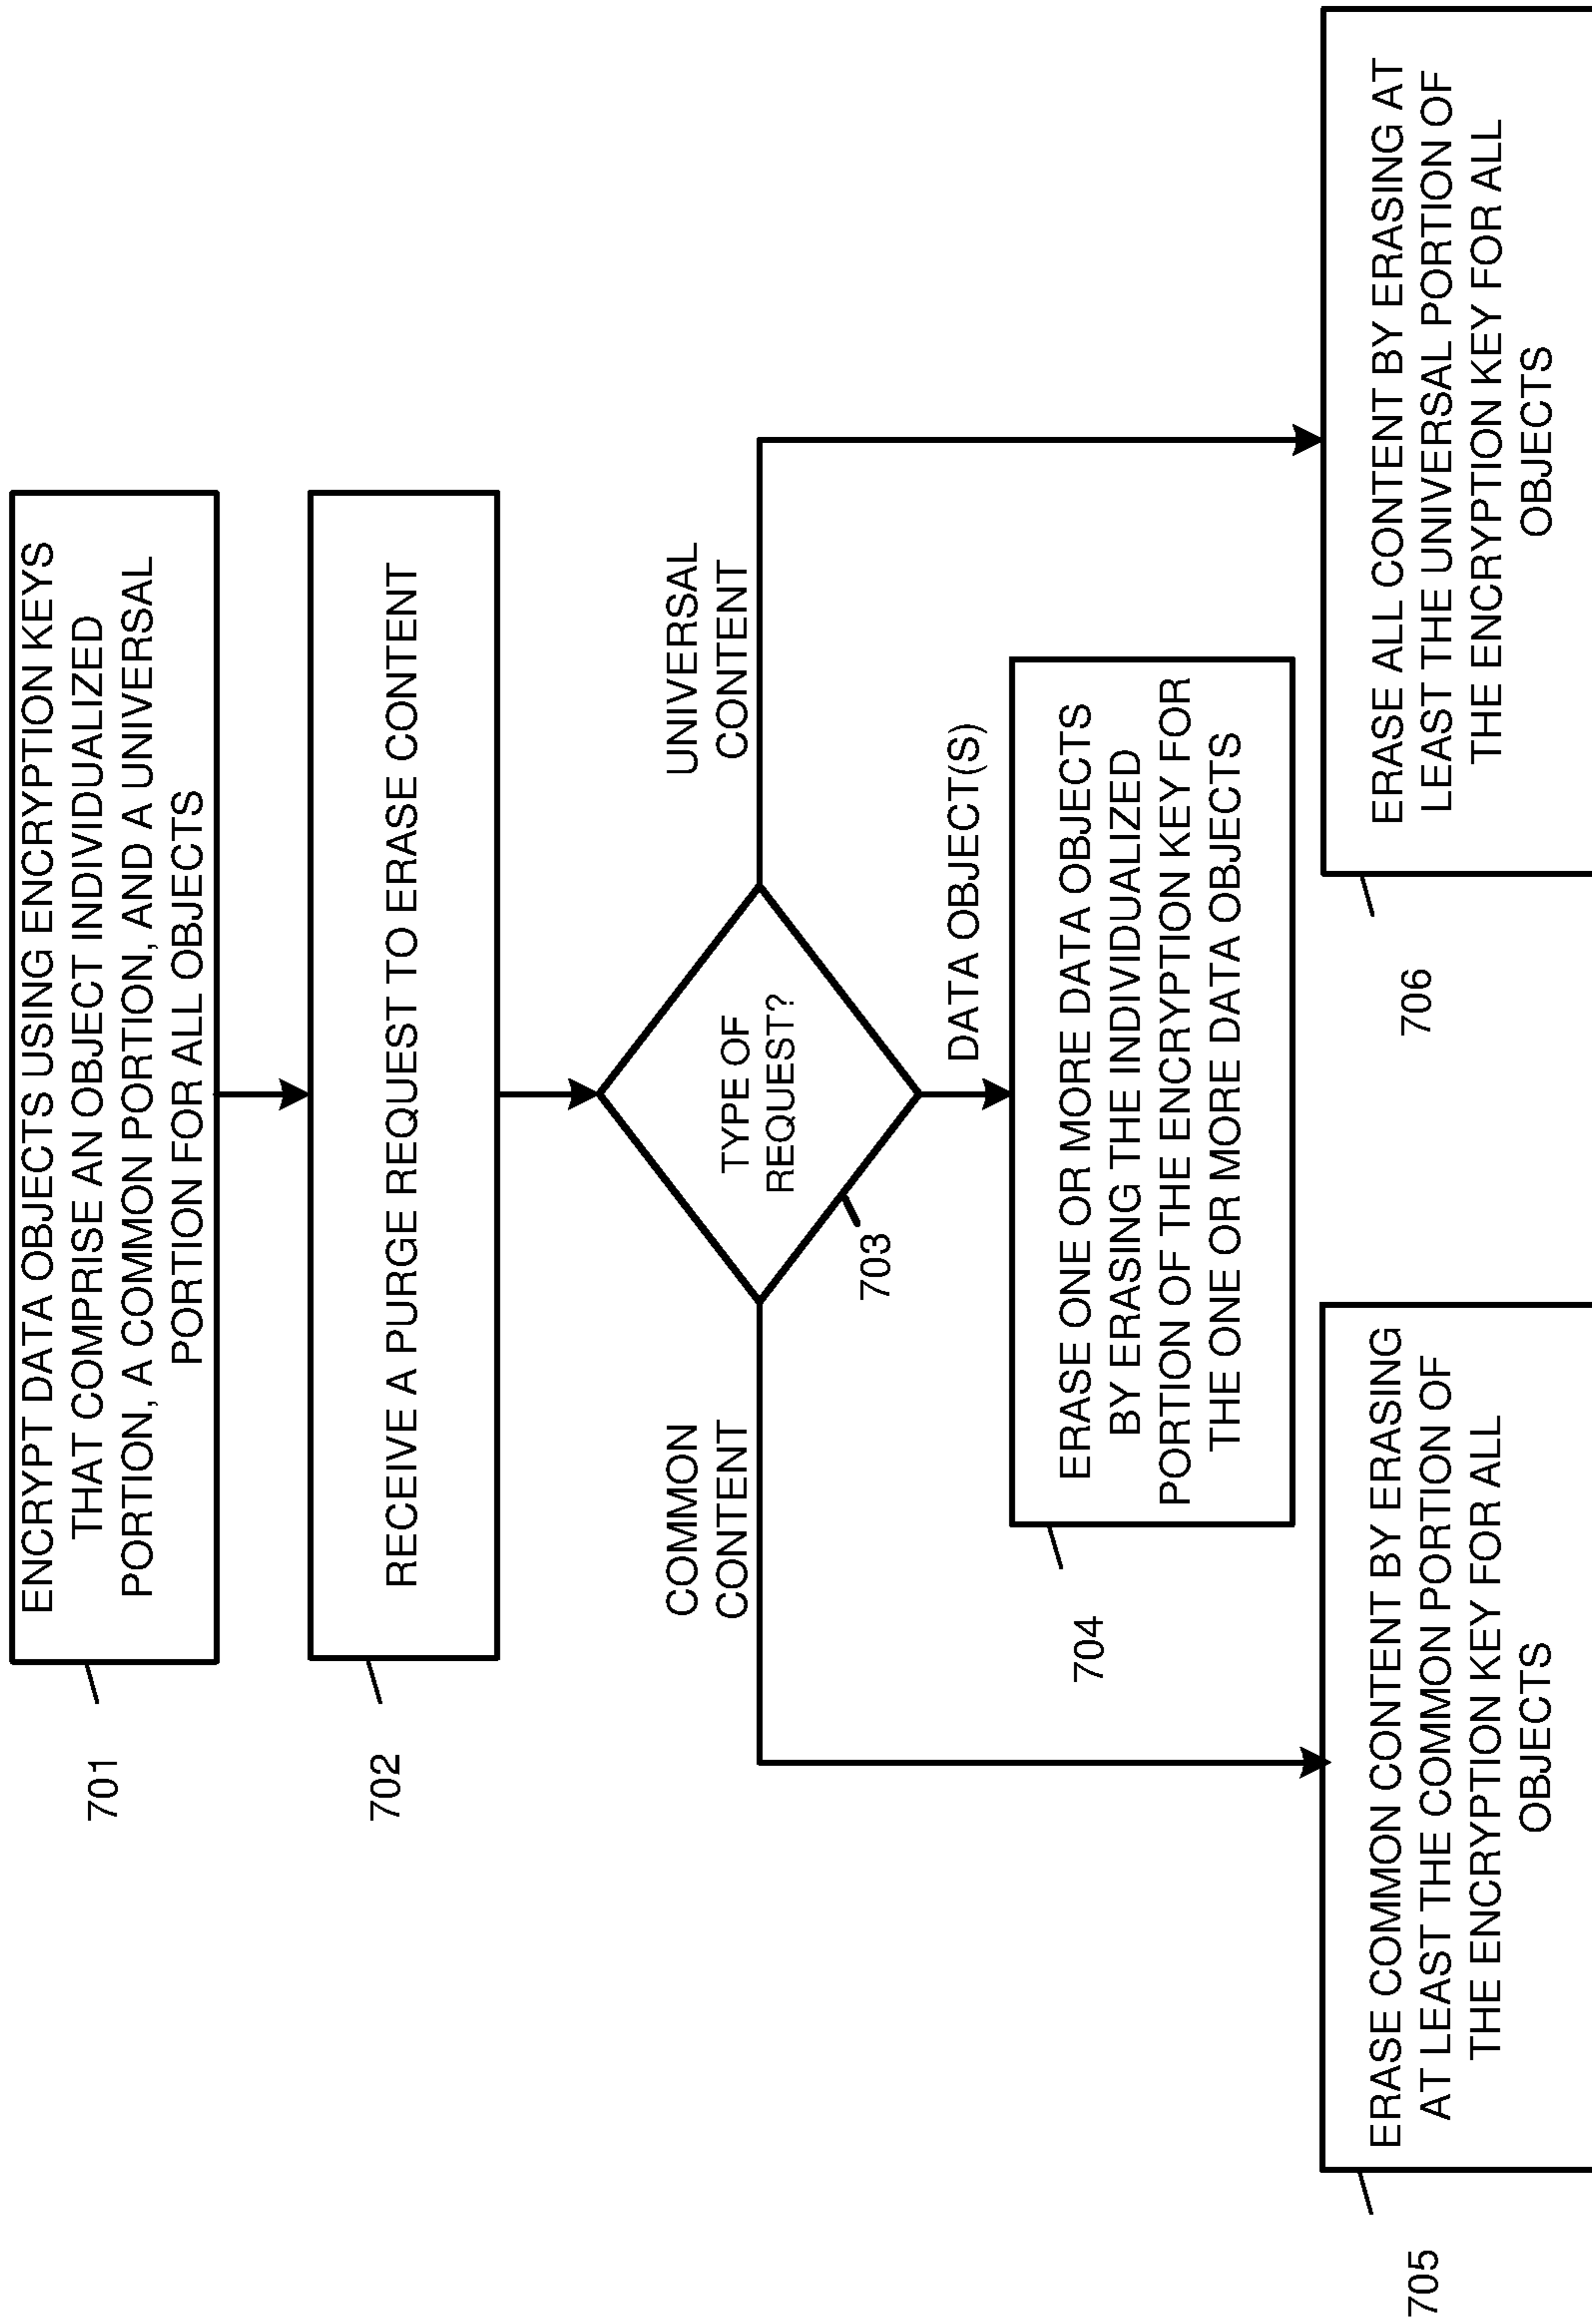 ENCRYPT DATA OBJECTS USING ENCRYPTION KEYS
THAT COMPRISE AN OBJECT INDIVIDUALIZED
PORTION, A COMMON PORTION, AND A UNIVERSAL
PORTION FOR ALL OBJECTS
701
RECEIVE A PURGE REQUEST TO ERASE CONTENT
702
TYPE OF
REQUEST?
703
COMMON
CONTENT
UNIVERSAL
CONTENT
DATA OBJECT(S)
ERASE ONE OR MORE DATA OBJECTS
BY ERASING THE INDIVIDUALIZED
PORTION OF THE ENCRYPTION KEY FOR
THE ONE OR MORE DATA OBJECTS
704
ERASE COMMON CONTENT BY ERASING
AT LEAST THE COMMON PORTION OF
THE ENCRYPTION KEY FOR ALL
OBJECTS
705
ERASE ALL CONTENT BY ERASING AT
LEAST THE UNIVERSAL PORTION OF
THE ENCRYPTION KEY FOR ALL
OBJECTS
706